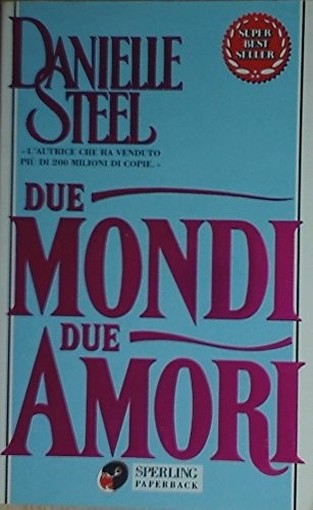 DANIELLE
STEEL
SUPER
BEST
SELLER
«L'AUTRICE CHE HA VENDUTO
PIÙ DI 200 MILIONI DI COPIE.»
DUE
MONDI
DUE
AMORI
SPERLING
PAPERBACK